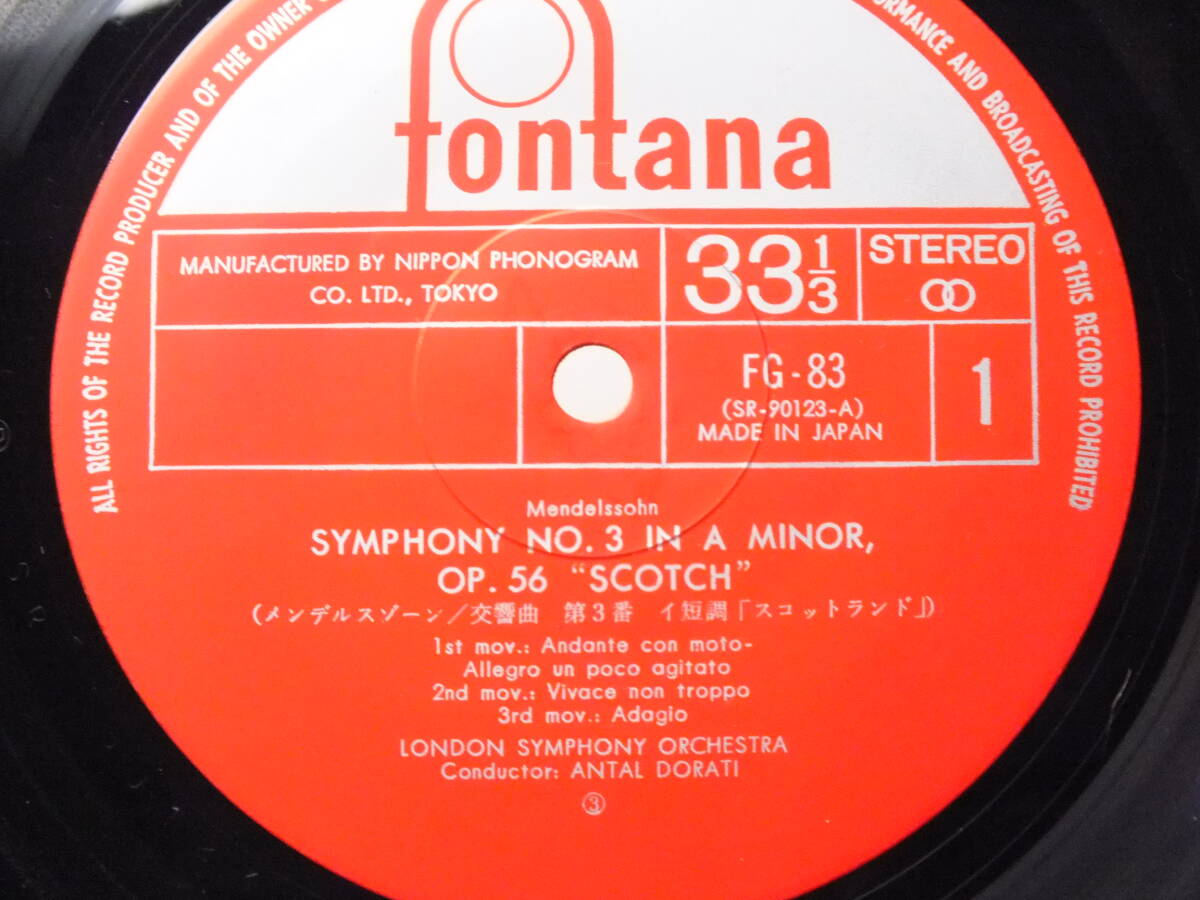 ALL RIGHTS OF THE RECORD PRODUCER AND OF THE OWNER
PERFORMANCE AND BROADCASTING OF THIS RECORD PROHIBITED
fontana
MANUFACTURED BY NIPPON PHONOGRAM
CO. LTD., TOKYO
33 1/3
STEREO
FG-83
(SR-90123-A)
MADE IN JAPAN
1
Mendelssohn
SYMPHONY NO. 3 IN A MINOR,
OP. 56 "SCOTCH"
(メンデルスゾーン/交響曲 第3番 イ短調「スコットランド」)
1st mov.: Andante con moto-
Allegro un poco agitato
2nd mov.: Vivace non troppo
3rd mov.: Adagio
LONDON SYMPHONY ORCHESTRA
Conductor: ANTAL DORATI
③